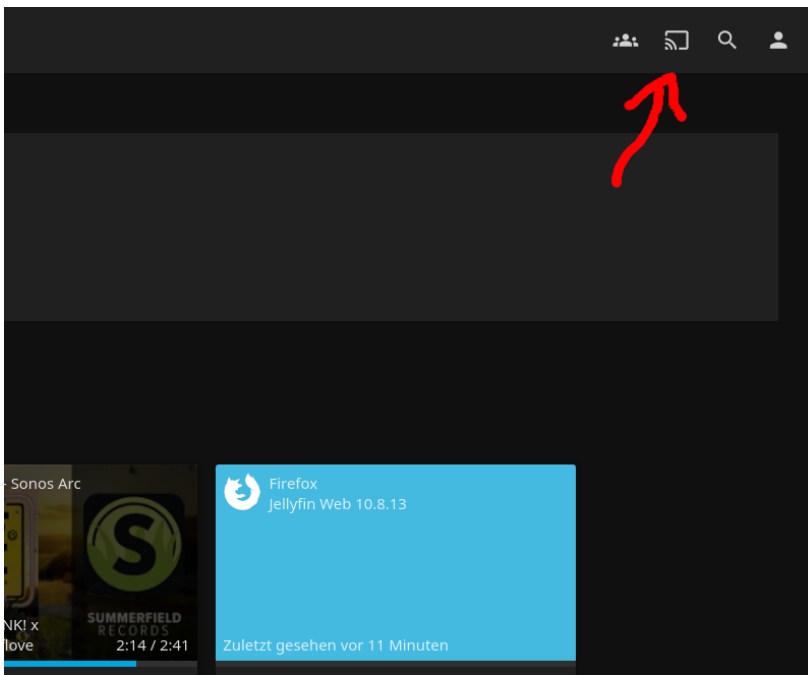 - Sonos Arc
Firefox
Jellyfin Web 10.8.13
S
SUMMERFIELD
RECORDS
NK! x
love
2:14 / 2:41
Zuletzt gesehen vor 11 Minuten